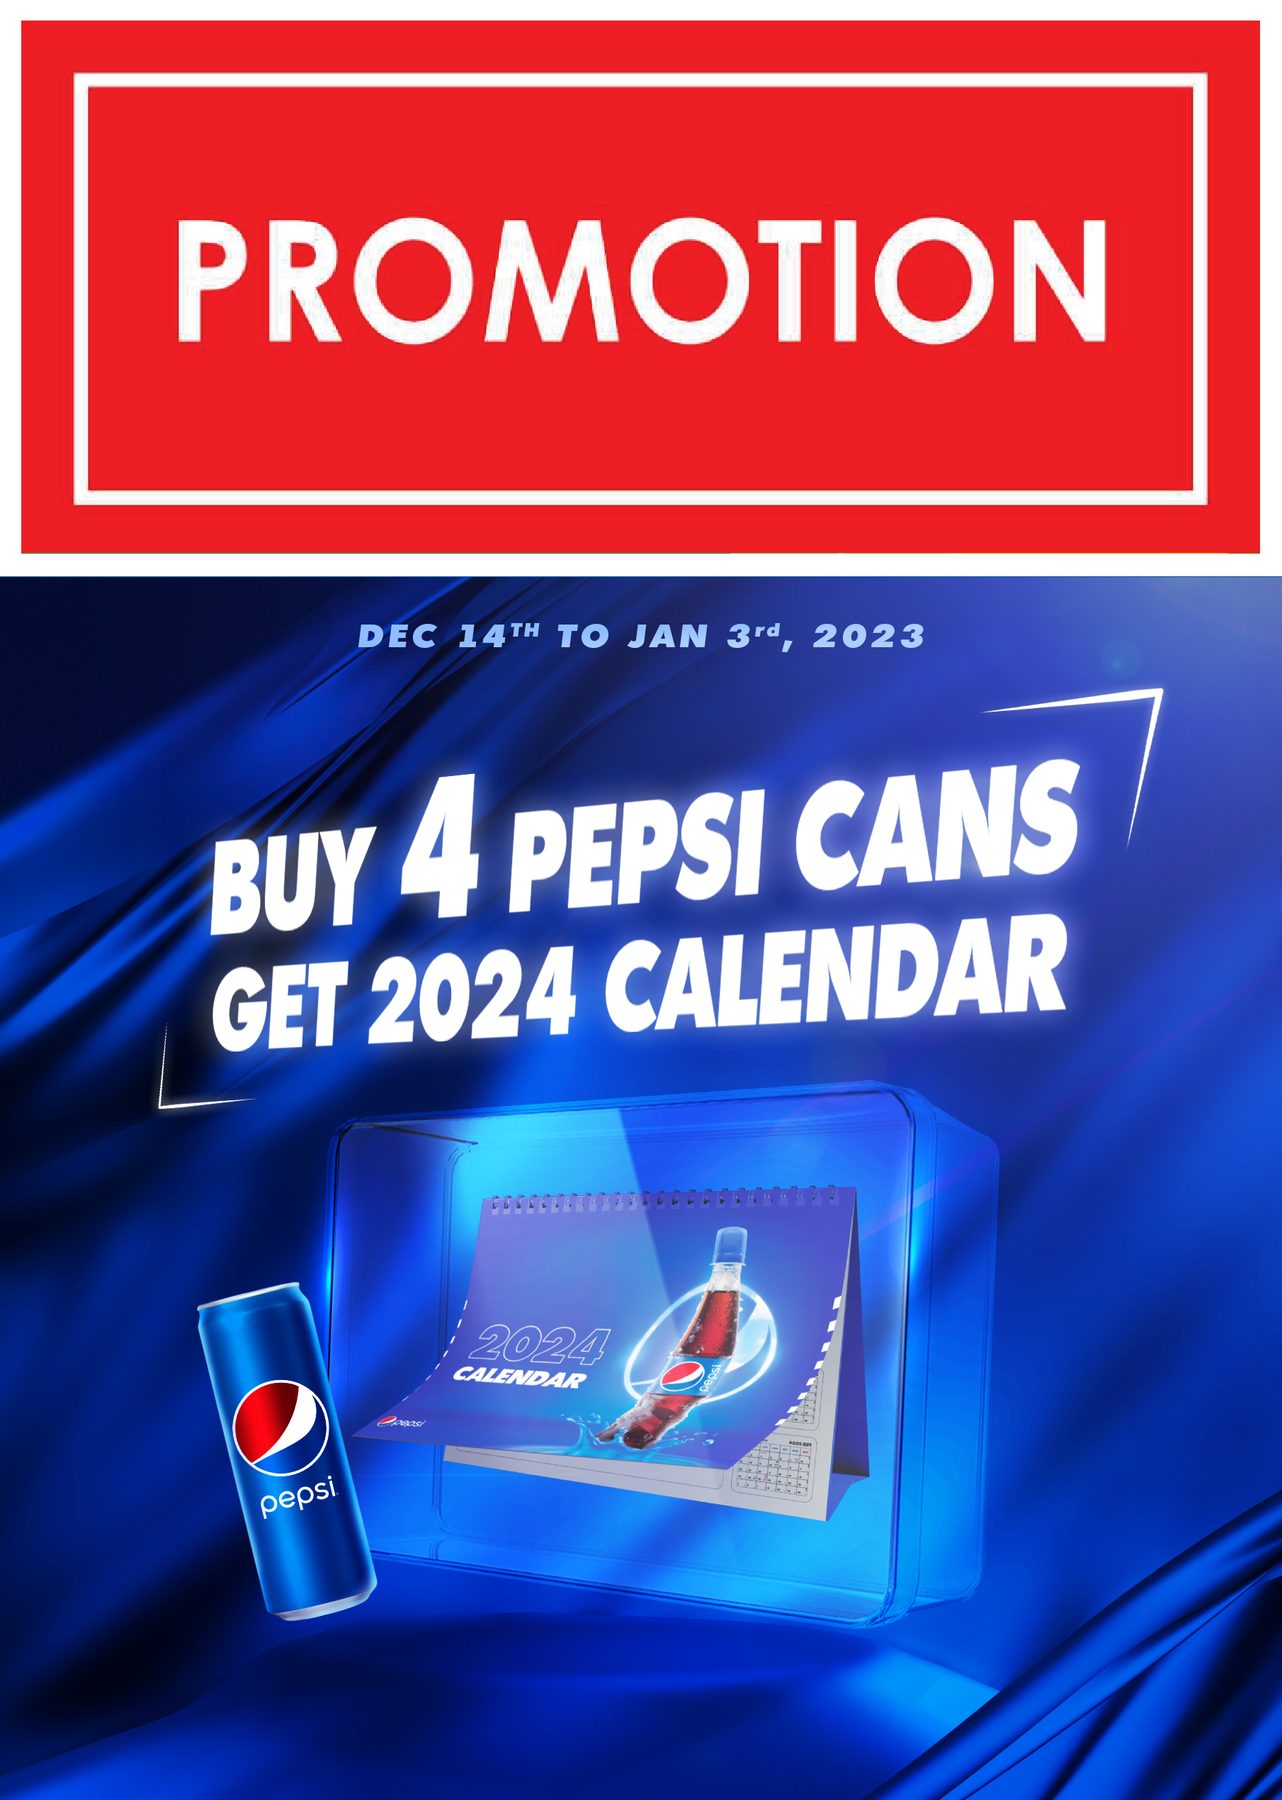 PROMOTION
DEC 14TH TO JAN 3rd, 2023
BUY 4 PEPSI CANS
GET 2024 CALENDAR
2024
CALENDAR
pepsi
pepsi
pepsi